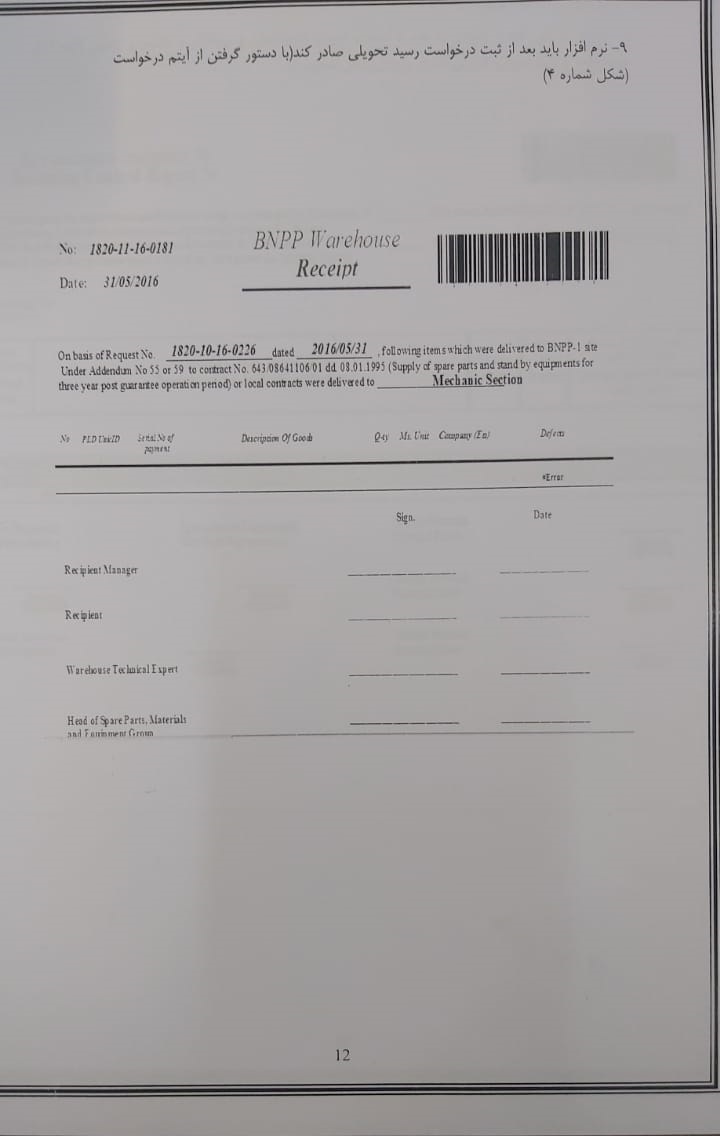 ۹- نرم افزار باید بعد از ثبت درخواست رسید تحویلی صادر کند(با دستور گرفتن از آیتم درخواست
(شکل شماره ۴)
No: 1820-11-16-0181
BNPP Warehouse
Receipt
Date: 31/05/2016
On basis of Request No. 1820-10-16-0226 dated 2016/05/31 , following items which were delivered to BNPP-1 site
Under Addendum No 55 or 59 to contract No. 643/08641106/01 dd. 08.01.1995 (Supply of spare parts and stand by equipments for
three year post guarantee operation period) or local contracts were delivered to Mechanic Section
No PLD UnicID Serial No of Description Of Goods Q-ty Ms. Unit Company (En) Defects
payment
#Error
Sign. Date
Recipient Manager
Recipient
Warehouse Technical Expert
Head of Spare Parts, Materials
and Equipment Group
12